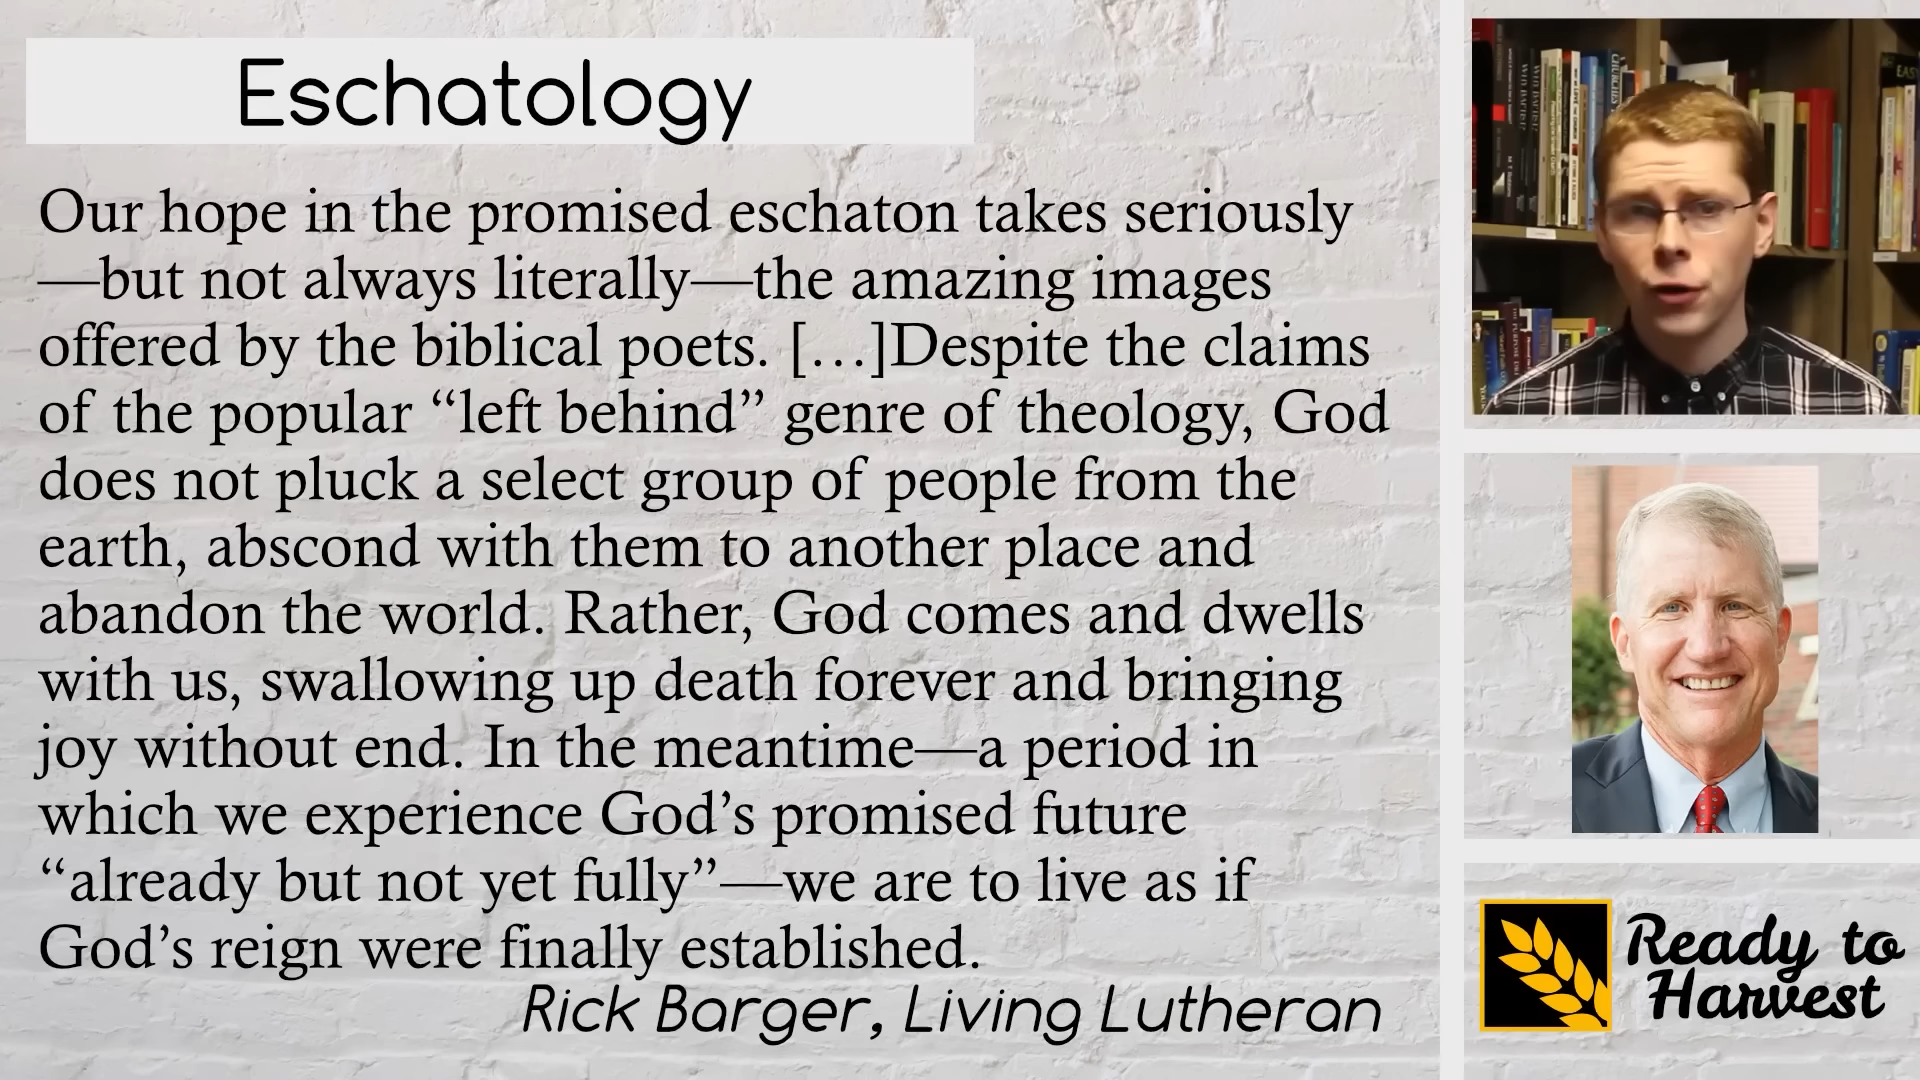 Eschatology
Our hope in the promised eschaton takes seriously
—but not always literally—the amazing images
offered by the biblical poets. […]Despite the claims
of the popular “left behind” genre of theology, God
does not pluck a select group of people from the
earth, abscond with them to another place and
abandon the world. Rather, God comes and dwells
with us, swallowing up death forever and bringing
joy without end. In the meantime—a period in
which we experience God’s promised future
“already but not yet fully”—we are to live as if
God’s reign were finally established.
Rick Barger, Living Lutheran
EAS
Ready to
Harvest